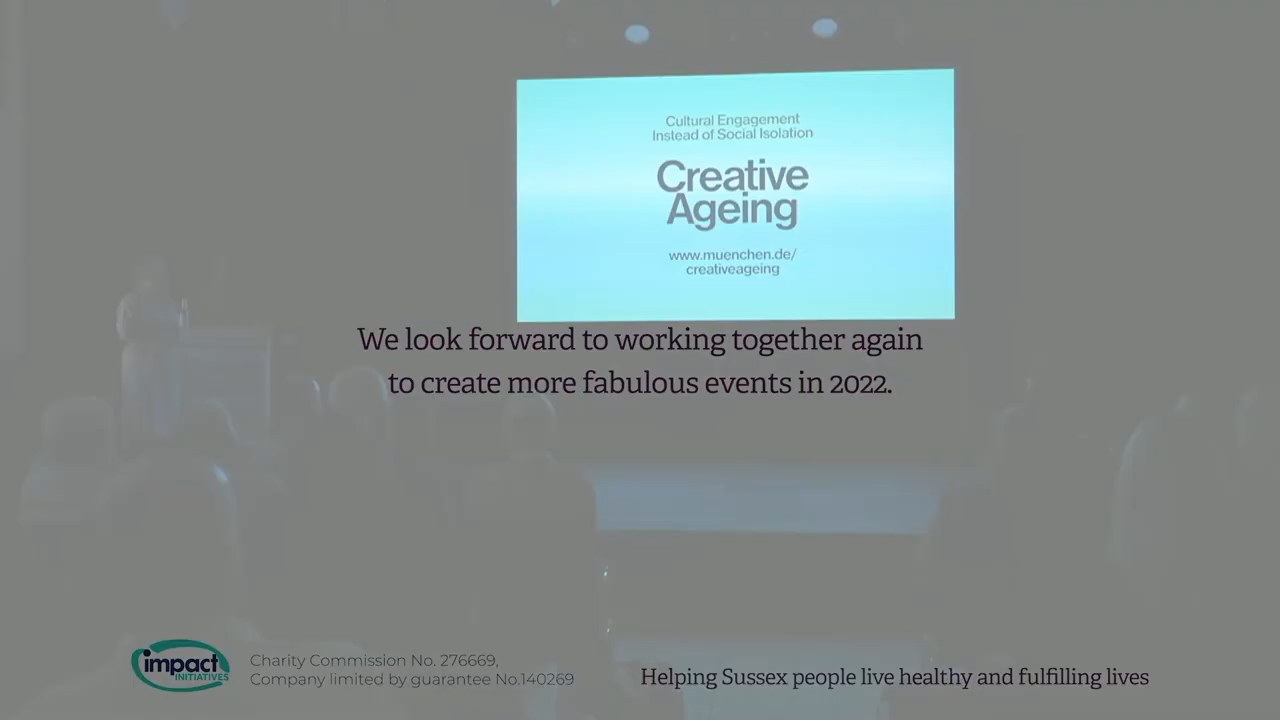 Cultural Engagement
Instead of Social Isolation
Creative
Ageing
www.muenchen.de/
creativeageing
We look forward to working together again
to create more fabulous events in 2022.
impact
INITIATIVES
Charity Commission No. 276669,
Company limited by guarantee No.140269
Helping Sussex people live healthy and fulfilling lives